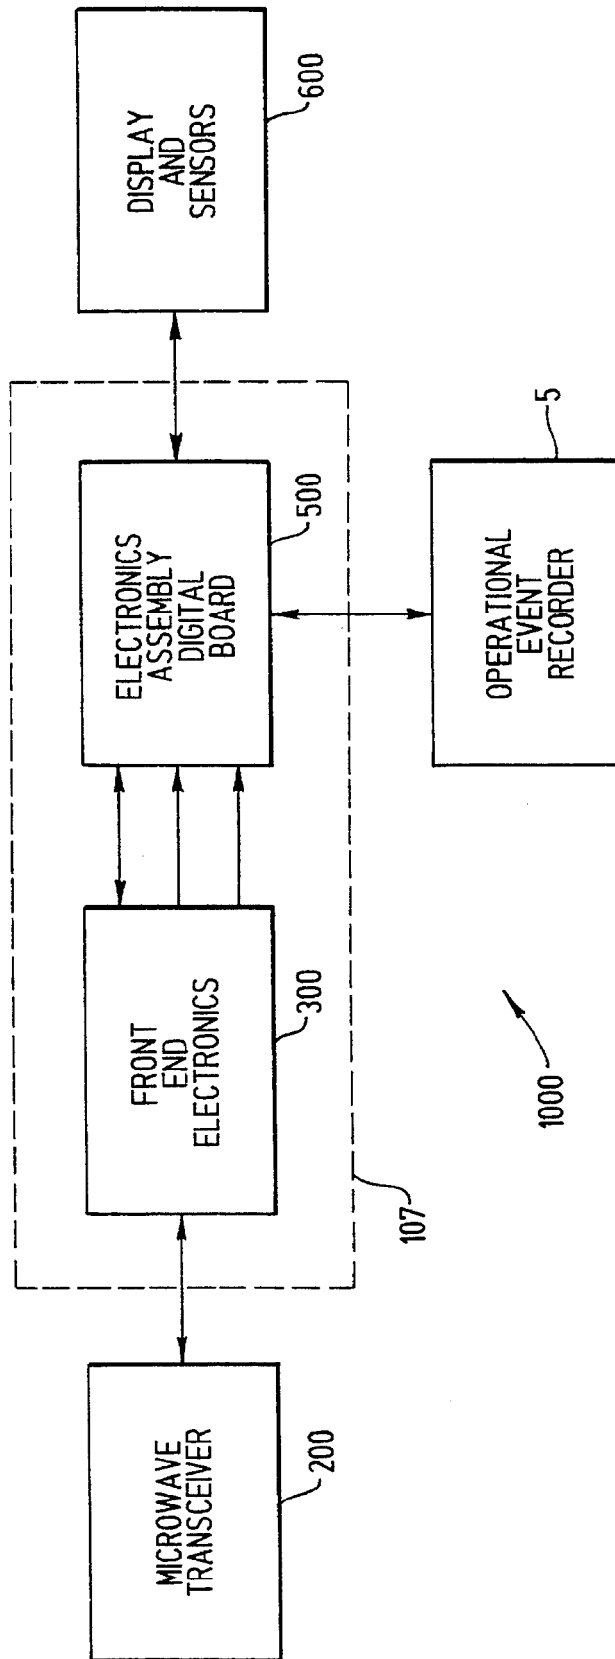 MICROWAVE
TRANSCEIVER
200
FRONT
END
ELECTRONICS
300
107
ELECTRONICS
ASSEMBLY
DIGITAL
BOARD
500
DISPLAY
AND
SENSORS
600
OPERATIONAL
EVENT
RECORDER
5
1000